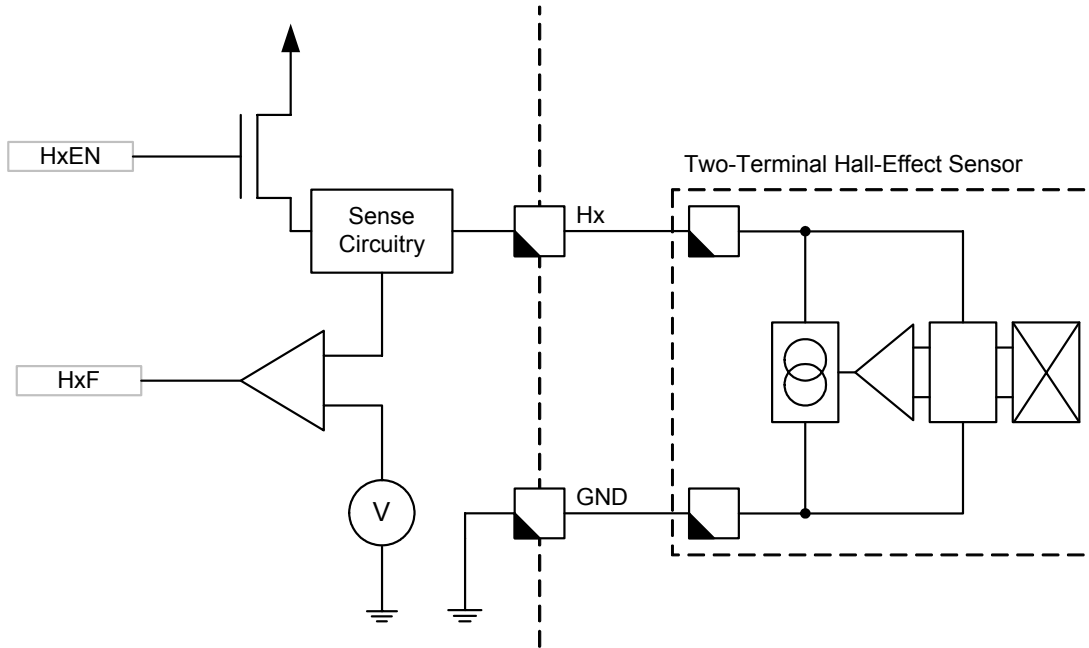 HxEN
Two-Terminal Hall-Effect Sensor
Sense
Circuitry
Hx
HxF
GND
V